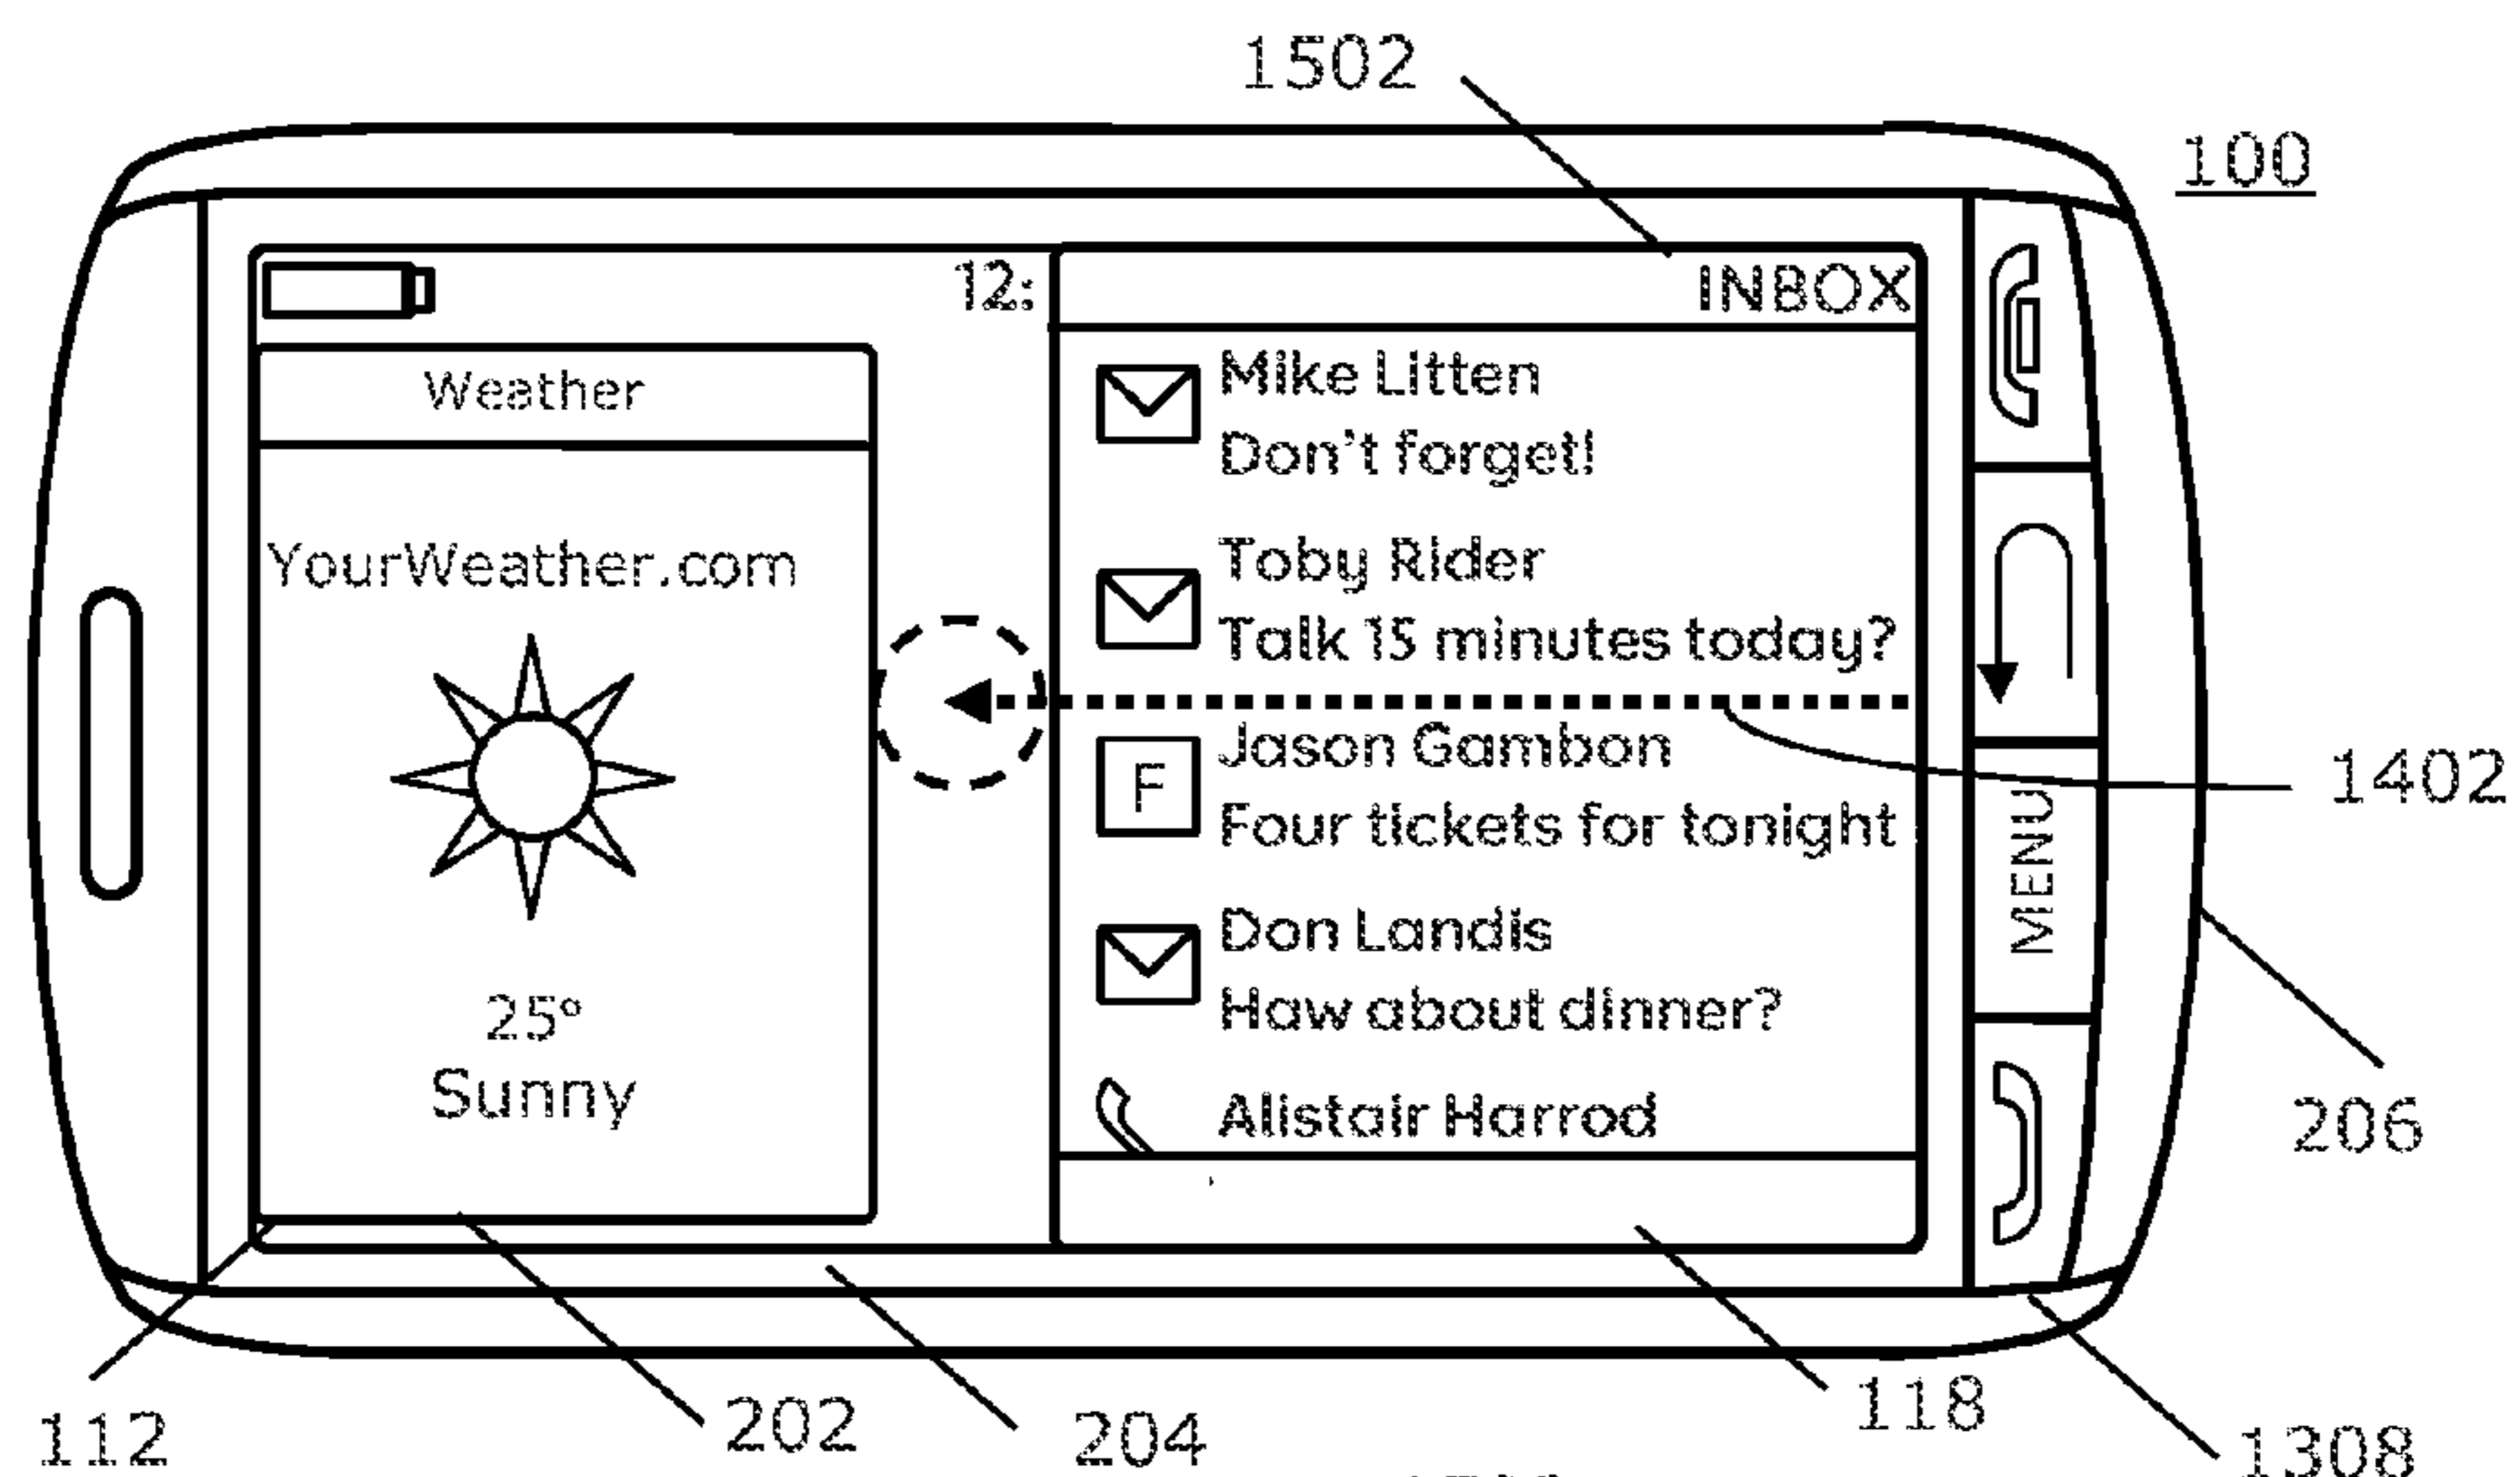 1502
100
12:
INBOX
Weather
Mike Litten
Don't forget!
YourWeather.com
Toby Rider
Talk 15 minutes today?
Jason Gambon
F
Four tickets for tonight
1402
MENU
Don Landis
Haw about dinner?
25°
Sunny
Alistair Harrod
206
112
202
204
118
1308